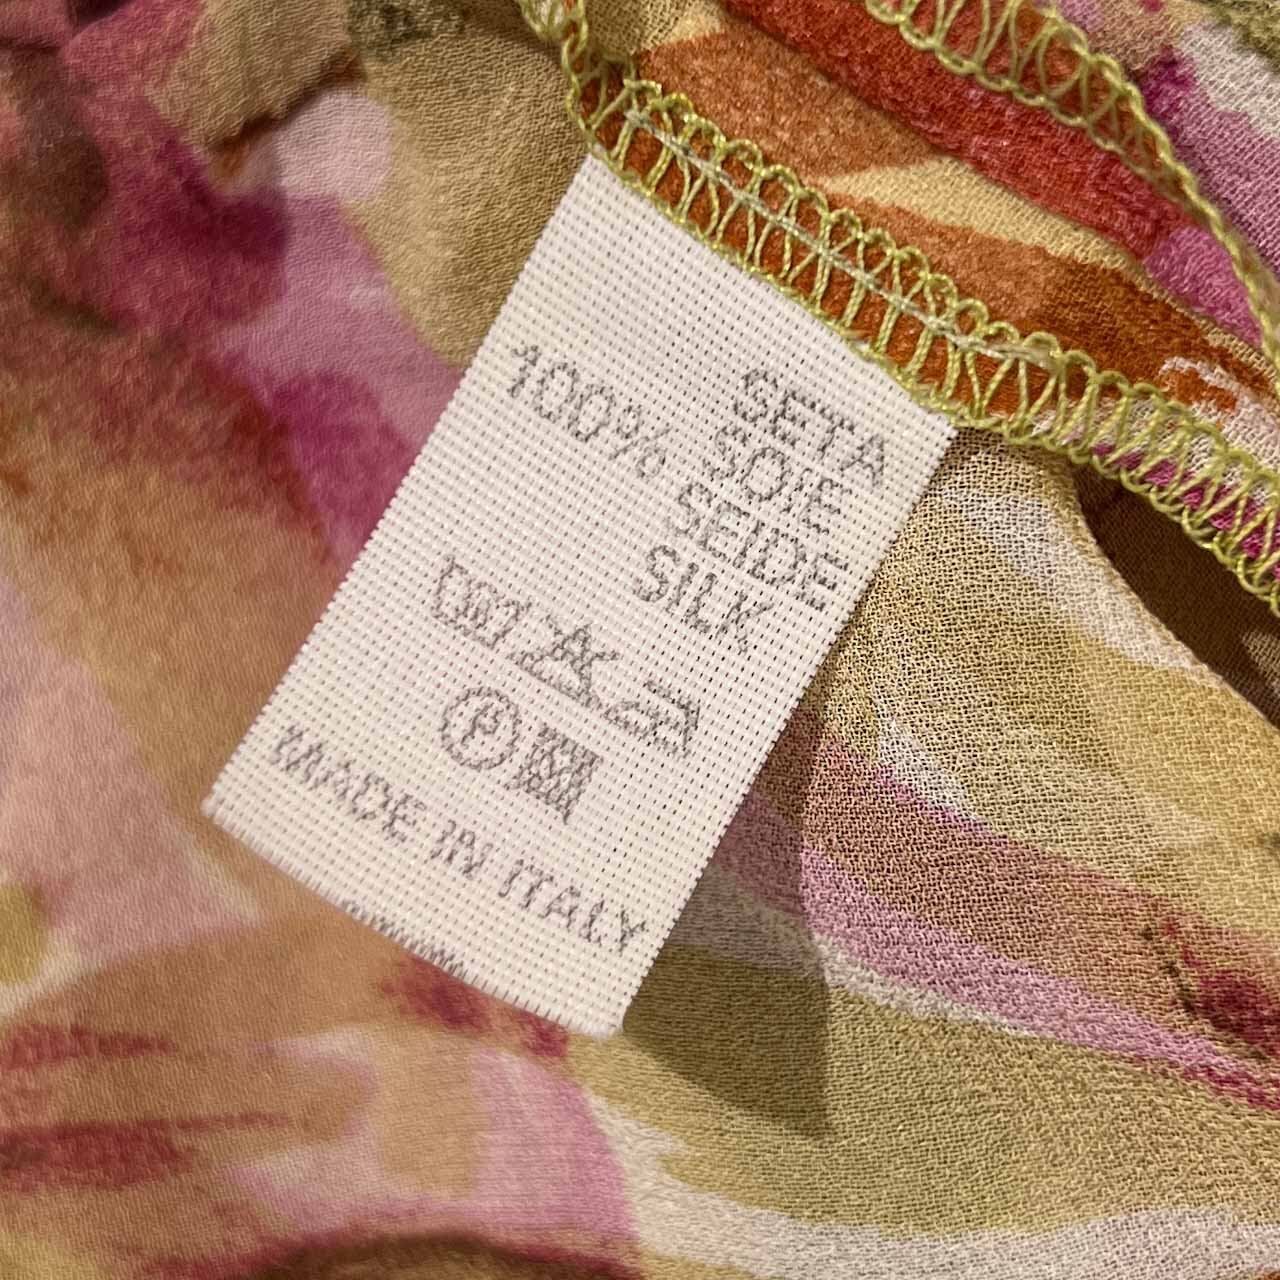 100% SETA
SOIE
SEIDE
SILK
P
MADE IN ITALY